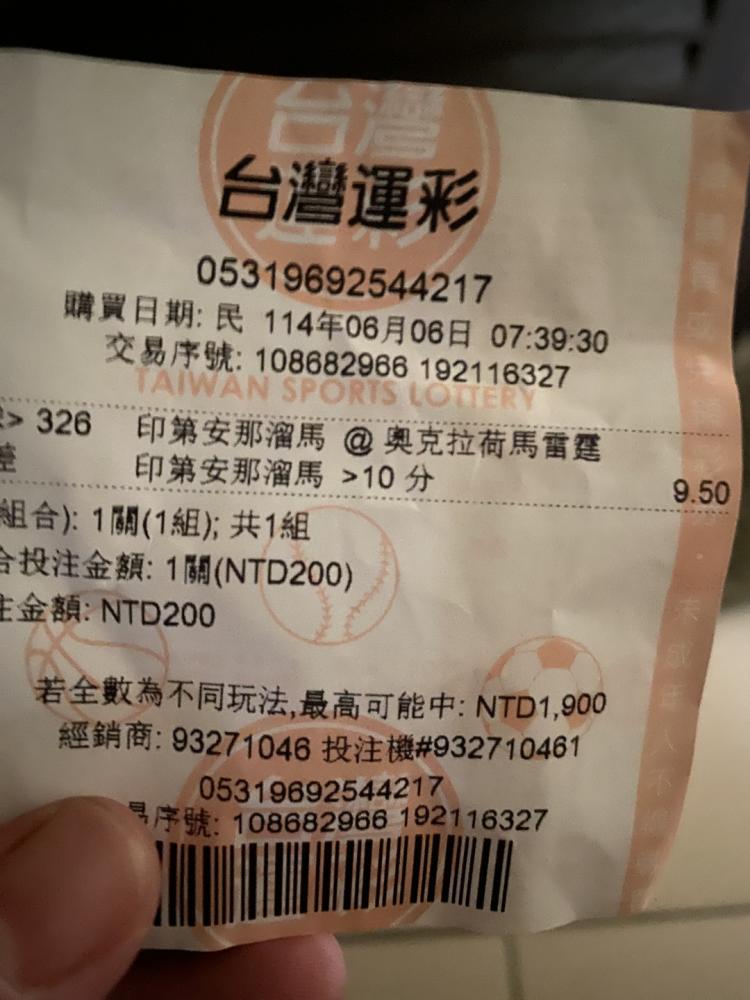 台灣
台灣運彩
05319692544217
購買日期: 民 114年06月06日 07:39:30
交易序號: 108682966 192116327
TAIWAN SPORTS LOTTERY
> 326 印第安那溜馬 @ 奧克拉荷馬雷霆
差 印第安那溜馬 >10 分 9.50
組合): 1關(1組); 共1組
合投注金額: 1關(NTD200)
注金額: NTD200
若全數為不同玩法,最高可能中: NTD1,900
經銷商: 93271046 投注機#932710461
05319692544217
易序號: 108682966 192116327